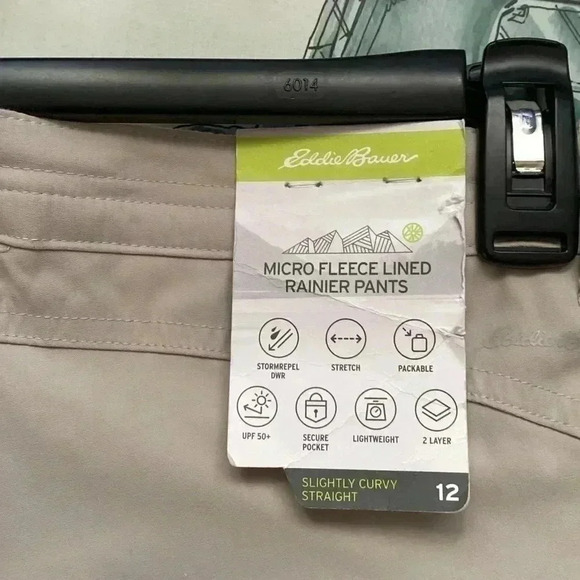 6014
Eddie Bauer
MICRO FLEECE LINED
RAINIER PANTS
STORMREPEL
DWR
STRETCH
PACKABLE
UPF 50+
SECURE
POCKET
LIGHTWEIGHT
2 LAYER
SLIGHTLY CURVY
STRAIGHT
12
Eddie